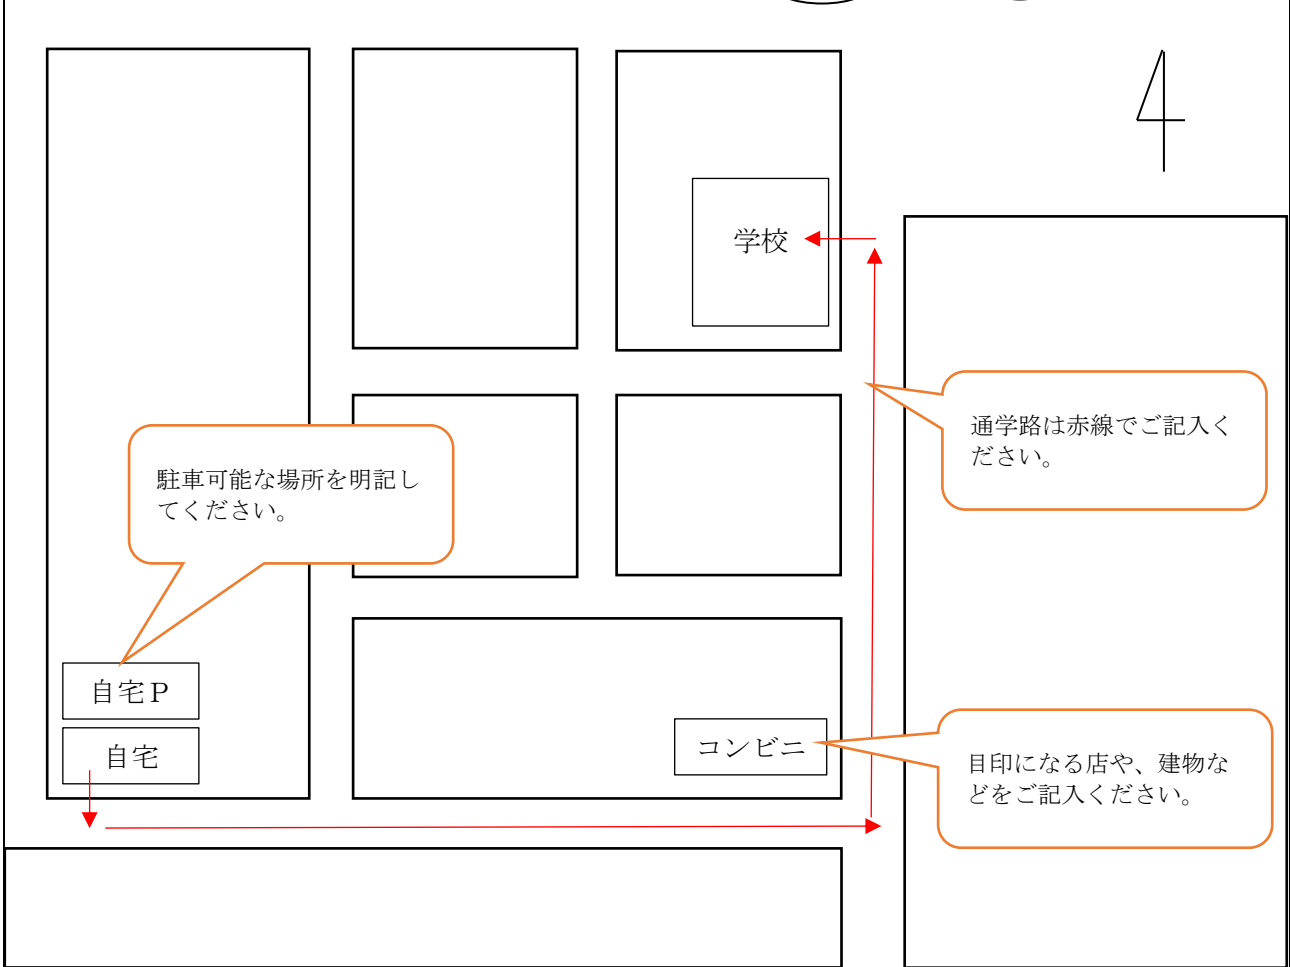 学校
通学路は赤線でご記入く
ださい。
駐車可能な場所を明記し
てください。
自宅Ｐ
自宅
コンビニ
目印になる店や、建物な
どをご記入ください。